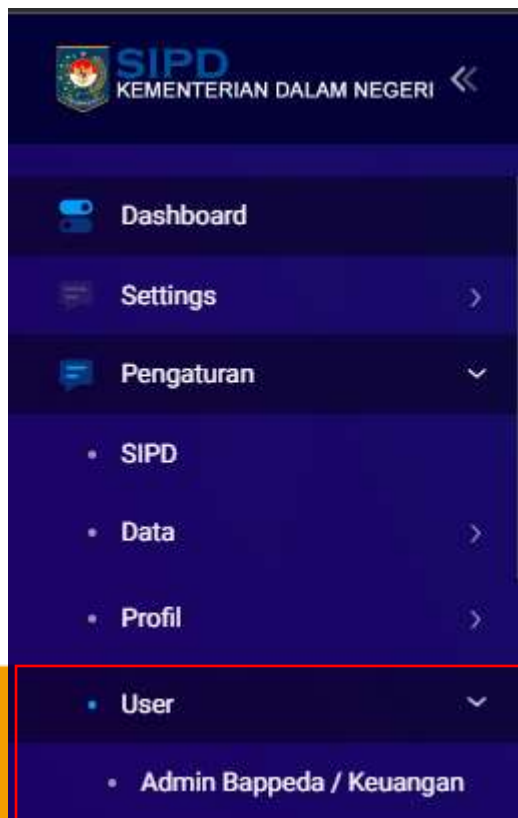 SIPD
KEMENTERIAN DALAM NEGERI
Dashboard
Settings
Pengaturan
SIPD
Data
Profil
User
Admin Bappeda / Keuangan